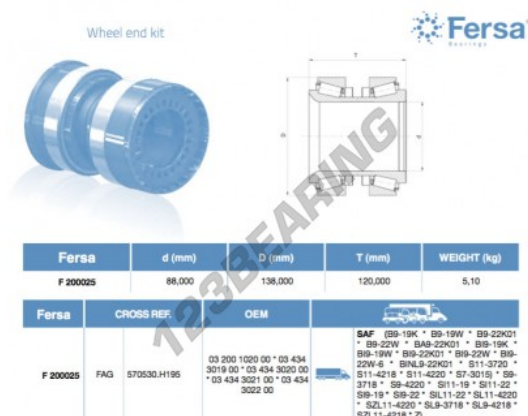 Wheel end kit
Fersa
Bearings
T
D
d
123BEARING
Fersa d (mm) D (mm) T (mm) WEIGHT (kg)
F 200025 88,000 138,000 120,000 5,10
Fersa CROSS REF. OEM
F 200025 FAG 570530.H195
03 200 1020 00 * 03 434
3019 00 * 03 434 3020 00
* 03 434 3021 00 * 03 434
3022 00
SAF (B9-19K * B9-19W * B9-22K01
* B9-22W * BA9-22K01 * BI9-19K *
BI9-19W * BI9-22K01 * BI9-22W * BI9-
22W-6 * BINL9-22K01 * S11-3720 *
S11-4218 * S11-4220 * S7-3015) * S9-
3718 * S9-4220 * SI11-19 * SI11-22 *
SI9-19 * SI9-22 * SIL11-22 * SL11-4220
* SZL11-4220 * SL9-3718 * SL9-4218 *
SZL11-4218 * Z)